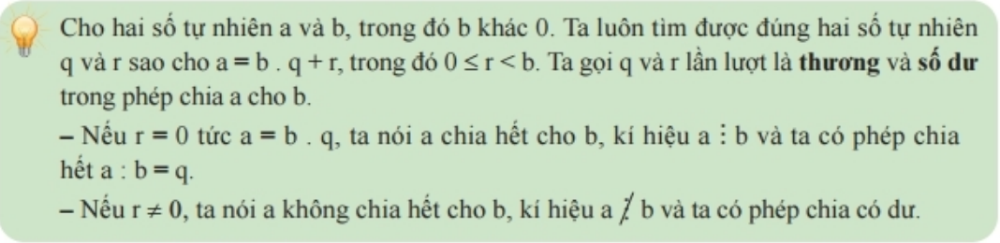 Cho hai số tự nhiên a và b, trong đó b khác 0. Ta luôn tìm được đúng hai số tự nhiên
q và r sao cho a = b . q + r, trong đó 0 ≤ r < b. Ta gọi q và r lần lượt là thương và số dư
trong phép chia a cho b.
– Nếu r = 0 tức a = b . q, ta nói a chia hết cho b, kí hiệu a ⋮ b và ta có phép chia
hết a : b = q.
– Nếu r ≠ 0, ta nói a không chia hết cho b, kí hiệu a ⋮̸ b và ta có phép chia có dư.